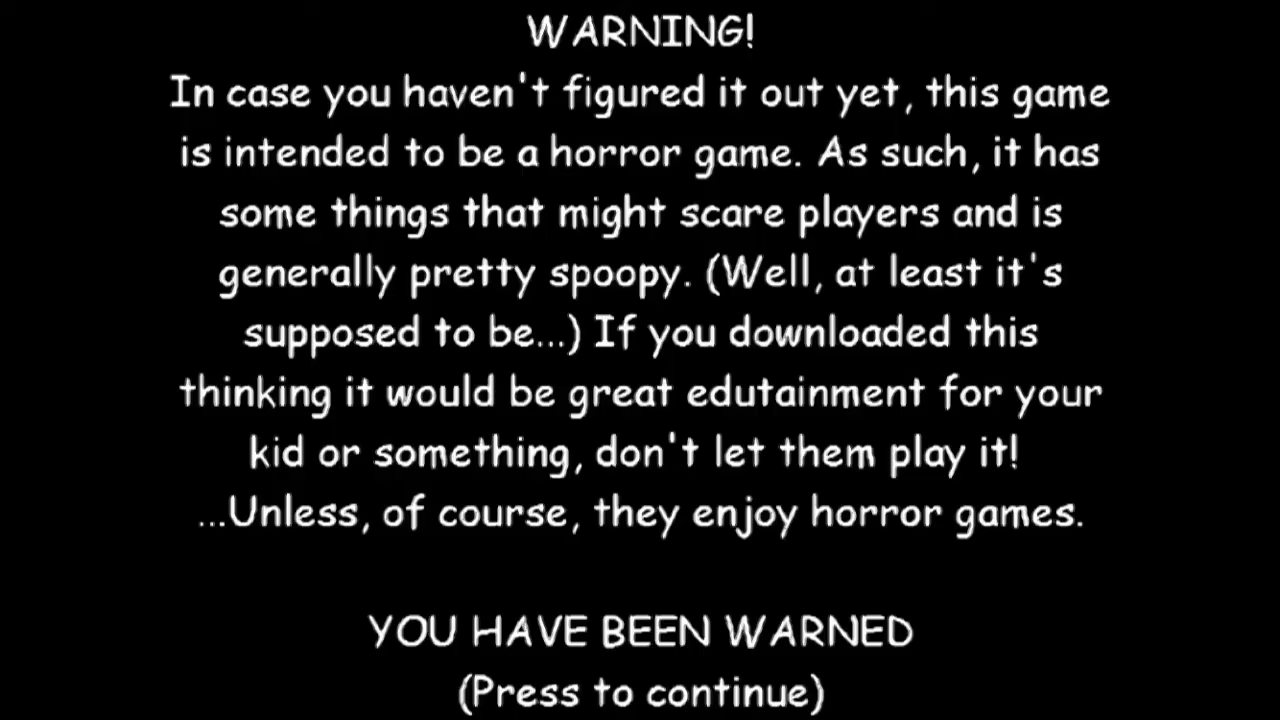 WARNING!
In case you haven't figured it out yet, this game
is intended to be a horror game. As such, it has
some things that might scare players and is
generally pretty spoopy. (Well, at least it's
supposed to be...) If you downloaded this
thinking it would be great edutainment for your
kid or something, don't let them play it!
...Unless, of course, they enjoy horror games.
YOU HAVE BEEN WARNED
(Press to continue)